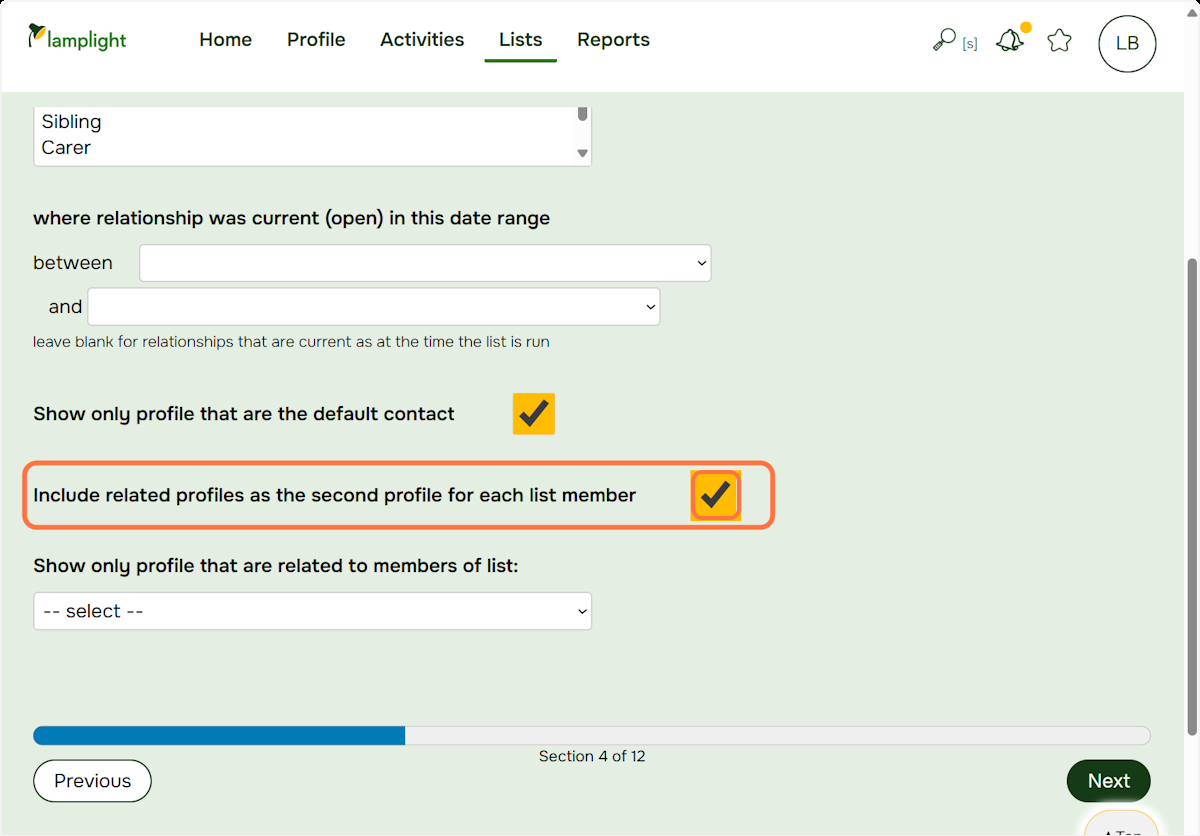 lamplight
Home Profile Activities Lists Reports
[s]
LB
Sibling
Carer
where relationship was current (open) in this date range
between
and
leave blank for relationships that are current as at the time the list is run
Show only profile that are the default contact
Include related profiles as the second profile for each list member
Show only profile that are related to members of list:
-- select --
Section 4 of 12
Previous
Next